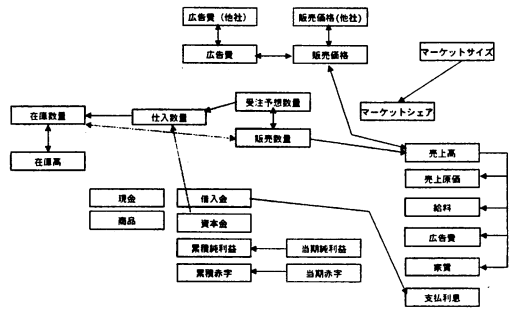 広告費（他社）
販売価格(他社)
広告費
販売価格
マーケットサイズ
受注予想数量
マーケットシェア
在庫数量
仕入数量
販売数量
在庫高
売上高
売上原価
現金
借入金
給料
商品
資本金
広告費
累積純利益
当期純利益
家賃
累積赤字
当期赤字
支払利息